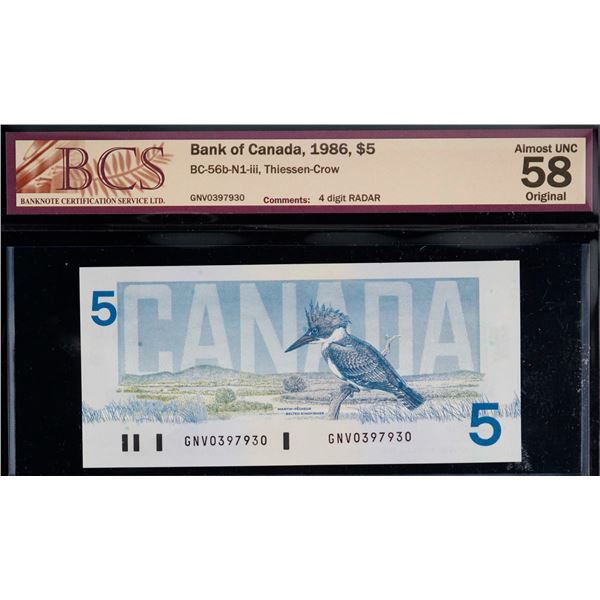 BCS
BANKNOTE CERTIFICATION SERVICE LTD.
Bank of Canada, 1986, $5
BC-56b-N1-iii, Thiessen-Crow
GNV0397930 Comments: 4 digit RADAR
Almost UNC
58
Original
5
CANADA
MARTIN-PÊCHEUR
BELTED KINGFISHER
5
GNV0397930 GNV0397930